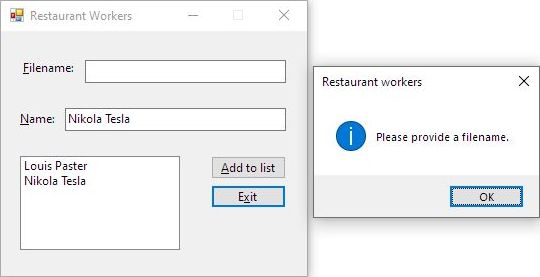 Restaurant Workers
Filename:
Name: Nikola Tesla
Louis Paster
Nikola Tesla
Add to list
Exit
Restaurant workers
Please provide a filename.
OK